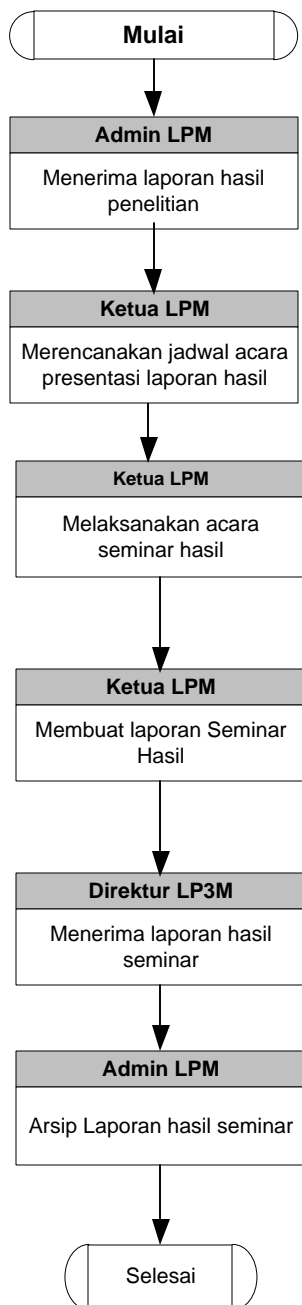 Mulai
Admin LPM
Menerima laporan hasil
penelitian
Ketua LPM
Merencanakan jadwal acara
presentasi laporan hasil
Ketua LPM
Melaksanakan acara
seminar hasil
Ketua LPM
Membuat laporan Seminar
Hasil
Direktur LP3M
Menerima laporan hasil
seminar
Admin LPM
Arsip Laporan hasil seminar
Selesai